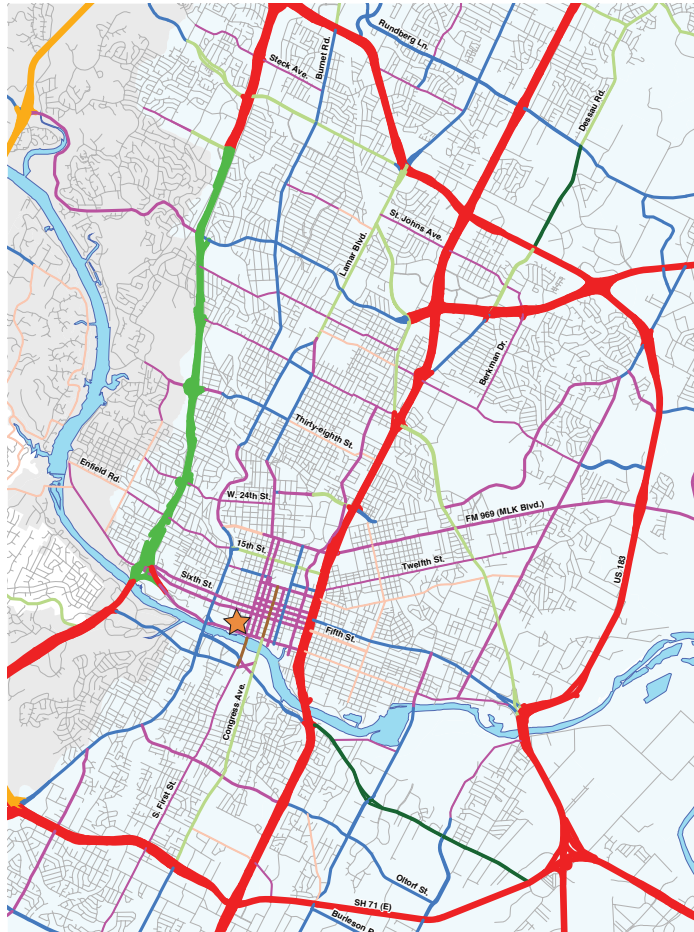 Rundberg Ln.
Burnet Rd.
Steck Ave.
Dessau Rd.
St. Johns Ave.
Lamar Blvd.
Berkman Dr.
Thirty-eighth St.
Enfield Rd.
W. 24th St.
FM 969 (MLK Blvd.)
15th St.
Twelfth St.
US 183
Sixth St.
Fifth St.
Congress Ave.
S. First St.
Oltorf St.
SH 71 (E)
Burleson